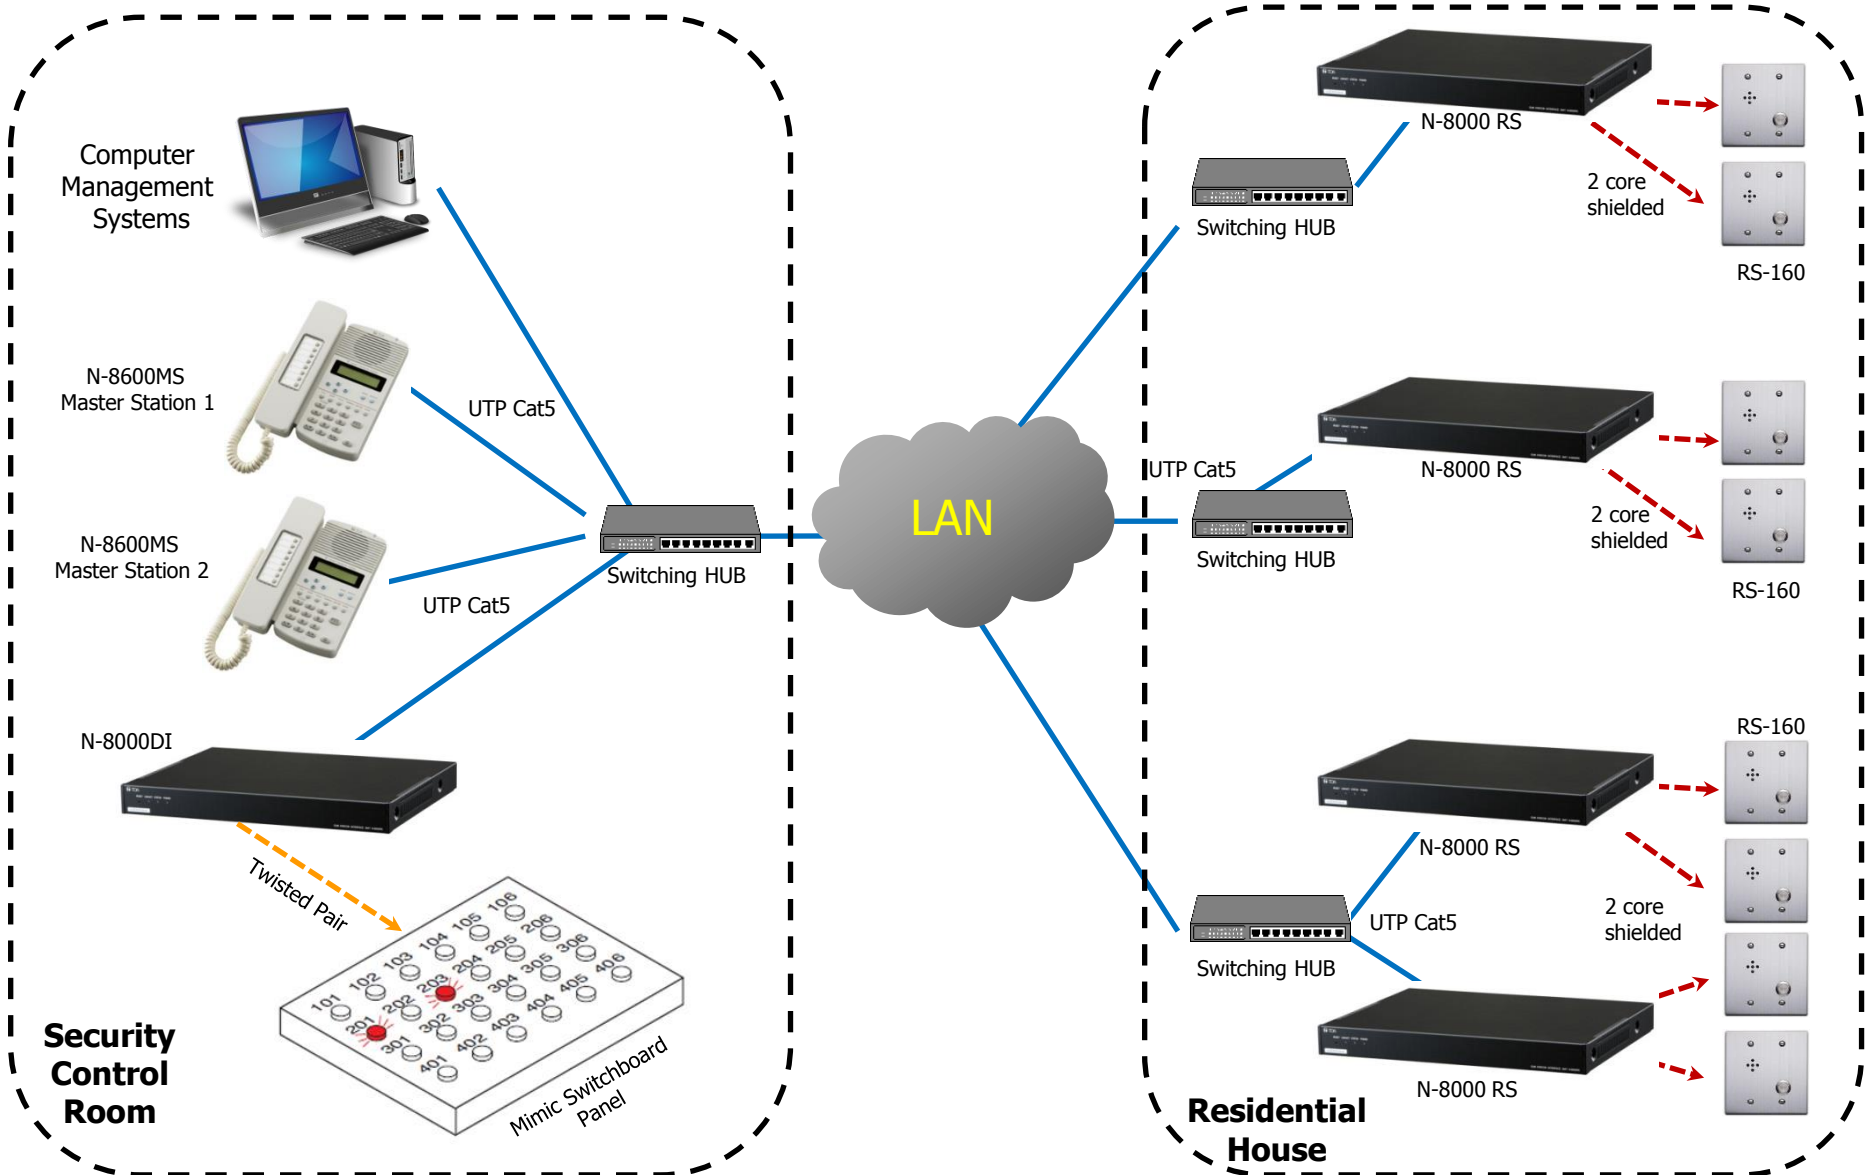 Computer
Management
Systems
N-8600MS
Master Station 1
UTP Cat5
N-8600MS
Master Station 2
UTP Cat5
Switching HUB
N-8000DI
Twisted Pair
101
102
103
104
105
106
201
202
203
204
205
206
301
302
303
304
305
306
401
402
403
404
405
406
Mimic Switchboard
Panel
Security
Control
Room
LAN
N-8000 RS
Switching HUB
2 core
shielded
RS-160
UTP Cat5
N-8000 RS
Switching HUB
2 core
shielded
RS-160
RS-160
N-8000 RS
UTP Cat5
2 core
shielded
Switching HUB
N-8000 RS
Residential
House